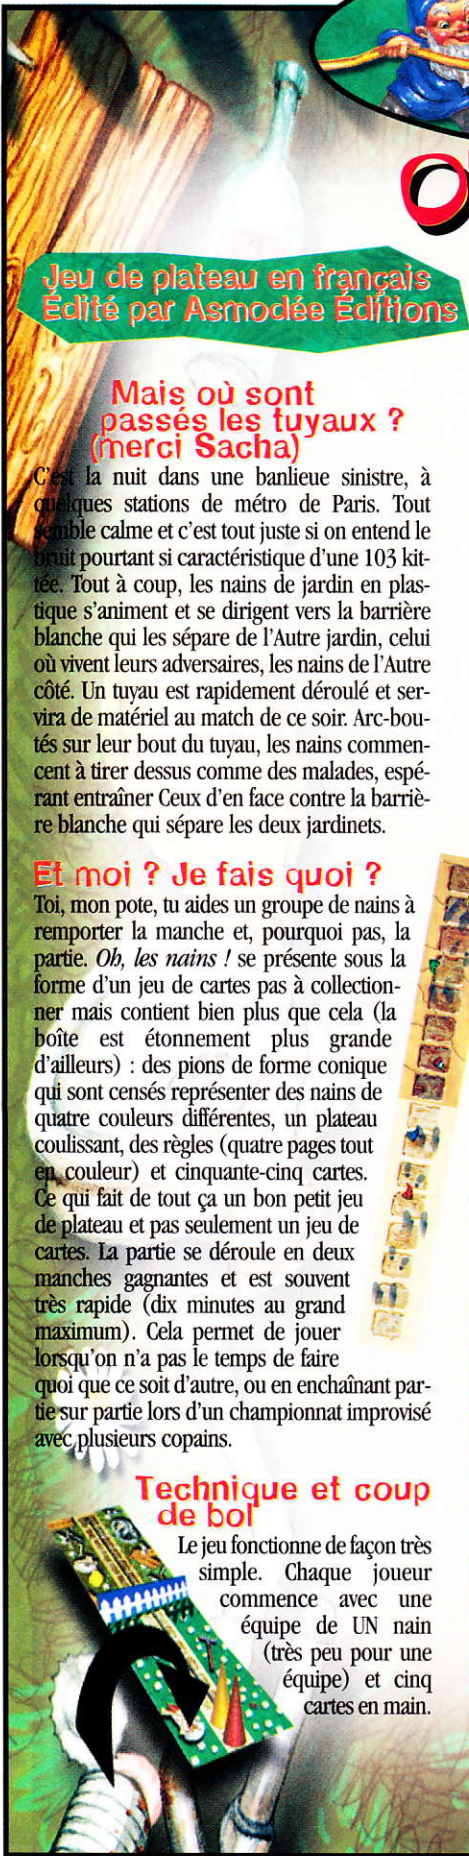 O
Jeu de plateau en français
Édité par Asmodée Éditions
Mais où sont
passés les tuyaux ?
(merci Sacha)
C'est la nuit dans une banlieue sinistre, à
quelques stations de métro de Paris. Tout
semble calme et c'est tout juste si on entend le
bruit pourtant si caractéristique d'une 103 kit-
tée. Tout à coup, les nains de jardin en plas-
tique s'animent et se dirigent vers la barrière
blanche qui les sépare de l'Autre jardin, celui
où vivent leurs adversaires, les nains de l'Autre
côté. Un tuyau est rapidement déroulé et ser-
vira de matériel au match de ce soir. Arc-bou-
tés sur leur bout du tuyau, les nains commen-
cent à tirer dessus comme des malades, espé-
rant entraîner Ceux d'en face contre la barriè-
re blanche qui sépare les deux jardinets.
Et moi ? Je fais quoi ?
Toi, mon pote, tu aides un groupe de nains à
remporter la manche et, pourquoi pas, la
partie. Oh, les nains ! se présente sous la
forme d'un jeu de cartes pas à collection-
ner mais contient bien plus que cela (la
boîte est étonnement plus grande
d'ailleurs) : des pions de forme conique
qui sont censés représenter des nains de
quatre couleurs différentes, un plateau
coulissant, des règles (quatre pages tout
en couleur) et cinquante-cinq cartes.
Ce qui fait de tout ça un bon petit jeu
de plateau et pas seulement un jeu de
cartes. La partie se déroule en deux
manches gagnantes et est souvent
très rapide (dix minutes au grand
maximum). Cela permet de jouer
lorsqu'on n'a pas le temps de faire
quoi que ce soit d'autre, ou en enchaînant par-
tie sur partie lors d'un championnat improvisé
avec plusieurs copains.
Technique et coup
de bol
Le jeu fonctionne de façon très
simple. Chaque joueur
commence avec une
équipe de UN nain
(très peu pour une
équipe) et cinq
cartes en main.